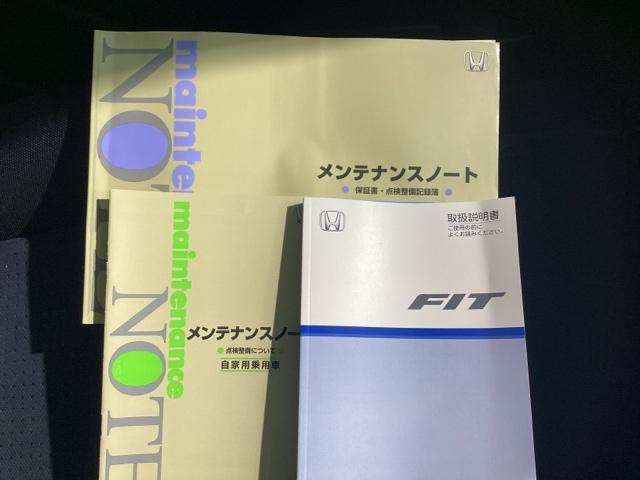 mainte
NOT
メンテナンスノート
保証書・点検整備記録簿
maintenance
NOTE
メンテナンスノー
点検整備について
自家用乗用車
取扱説明書
ご使用の前に
よくお読みください。
FIT